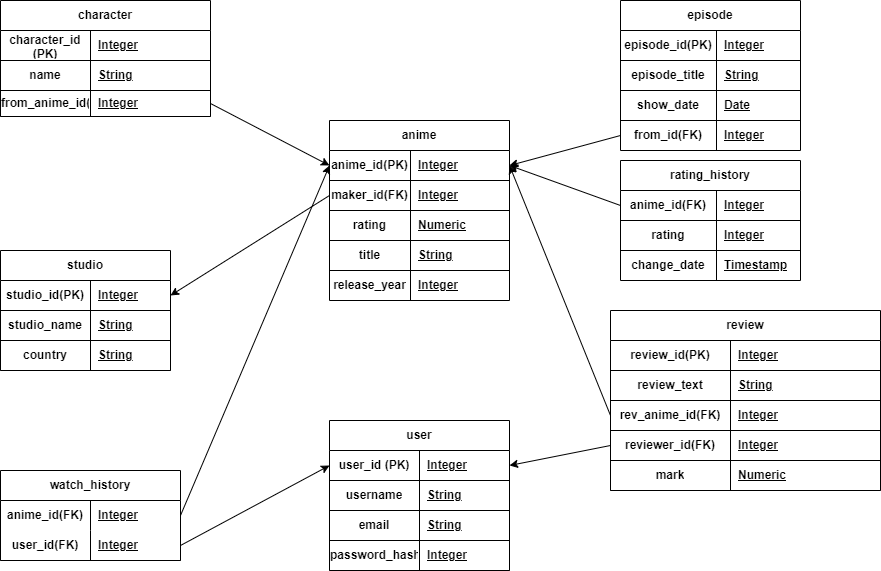 character
character_id
(PK) Integer
name String
from_anime_id( Integer
episode
episode_id(PK) Integer
episode_title String
show_date Date
from_id(FK) Integer
anime
anime_id(PK) Integer
maker_id(FK) Integer
rating Numeric
title String
release_year Integer
rating_history
anime_id(FK) Integer
rating Integer
change_date Timestamp
studio
studio_id(PK) Integer
studio_name String
country String
review
review_id(PK) Integer
review_text String
rev_anime_id(FK) Integer
reviewer_id(FK) Integer
mark Numeric
user
user_id (PK) Integer
username String
email String
password_hash Integer
watch_history
anime_id(FK) Integer
user_id(FK) Integer